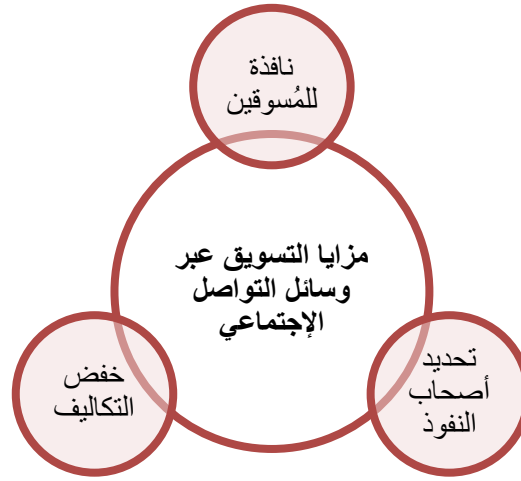 نافذة
للمُسوقين
مزايا التسويق عبر
وسائل التواصل
الإجتماعي
تحديد
أصحاب
النفوذ
خفض
التكاليف